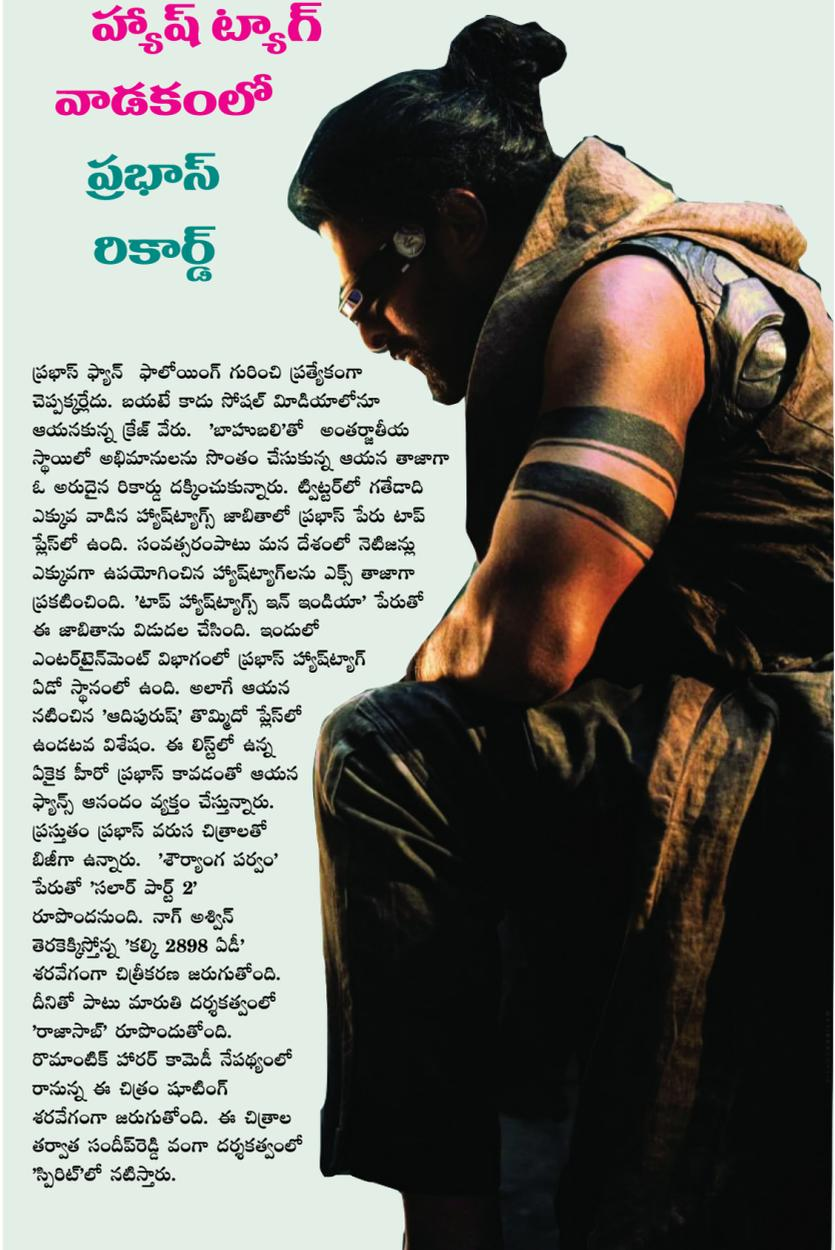 హ్యాష్ ట్యాగ్
వాడకంలో
ప్రభాస్
రికార్డ్
ప్రభాస్ ఫ్యాన్ ఫాలోయింగ్ గురించి ప్రత్యేకంగా
చెప్పక్కర్లేదు. బయటే కాదు సోషల్ మీడియాలోనూ
ఆయనకున్న క్రేజ్ వేరు. 'బాహుబలి'తో అంతర్జాతీయ
స్థాయిలో అభిమానులను సొంతం చేసుకున్న ఆయన తాజాగా
ఓ అరుదైన రికార్డు దక్కించుకున్నారు. ట్విట్టర్‌లో గతేడాది
ఎక్కువ వాడిన హ్యాష్‌ట్యాగ్స్ జాబితాలో ప్రభాస్ పేరు టాప్
ప్లేస్‌లో ఉంది. సంవత్సరంపాటు మన దేశంలో నెటిజన్లు
ఎక్కువగా ఉపయోగించిన హ్యాష్‌ట్యాగ్‌లను ఎక్స్ తాజాగా
ప్రకటించింది. 'టాప్ హ్యాష్‌ట్యాగ్స్ ఇన్ ఇండియా' పేరుతో
ఈ జాబితాను విడుదల చేసింది. ఇందులో
ఎంటర్‌టైన్‌మెంట్ విభాగంలో ప్రభాస్ హ్యాష్‌ట్యాగ్
ఏడో స్థానంలో ఉంది. అలాగే ఆయన
నటించిన 'ఆదిపురుష్' తొమ్మిదో ప్లేస్‌లో
ఉండటవ విశేషం. ఈ లిస్ట్‌లో ఉన్న
ఏకైక హీరో ప్రభాస్ కావడంతో ఆయన
ఫ్యాన్స్ ఆనందం వ్యక్తం చేస్తున్నారు.
ప్రస్తుతం ప్రభాస్ వరుస చిత్రాలతో
బిజీగా ఉన్నారు. 'శౌర్యాంగ పర్వం'
పేరుతో 'సలార్ పార్ట్ 2'
రూపొందనుంది. నాగ్ అశ్విన్
తెరకెక్కిస్తోన్న 'కల్కి 2898 ఏడీ'
శరవేగంగా చిత్రీకరణ జరుగుతోంది.
దీనితో పాటు మారుతి దర్శకత్వంలో
'రాజాసాబ్' రూపొందుతోంది.
రొమాంటిక్ హారర్ కామెడీ నేపథ్యంలో
రానున్న ఈ చిత్రం షూటింగ్
శరవేగంగా జరుగుతోంది. ఈ చిత్రాల
తర్వాత సందీప్‌రెడ్డి వంగా దర్శకత్వంలో
'స్పిరిట్'లో నటిస్తారు.